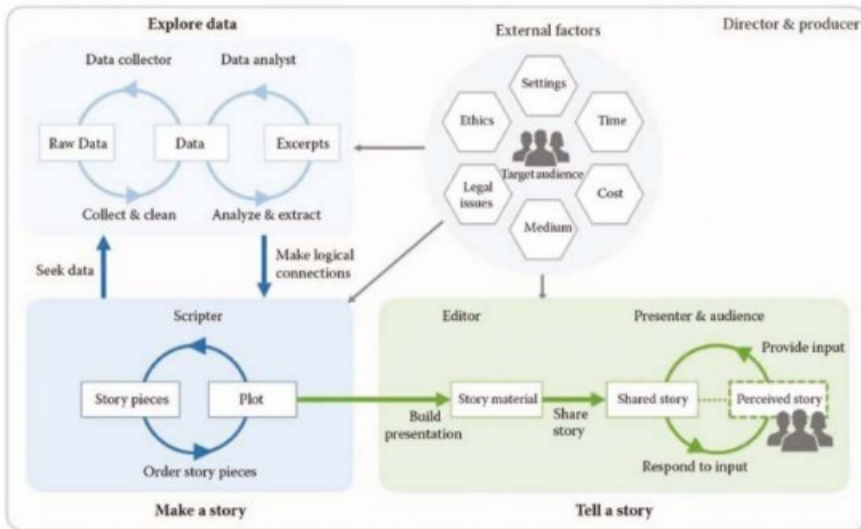 Explore data
External factors
Director & producer
Data collector
Data analyst
Settings
Ethics
Time
Raw Data
Data
Excerpts
Target audience
Legal
issues
Cost
Collect & clean
Analyze & extract
Medium
Seek data
Make logical
connections
Scripter
Editor
Presenter & audience
Provide input
Story pieces
Plot
Story material
Shared story
Perceived story
Build
presentation
Share
story
Order story pieces
Respond to input
Make a story
Tell a story